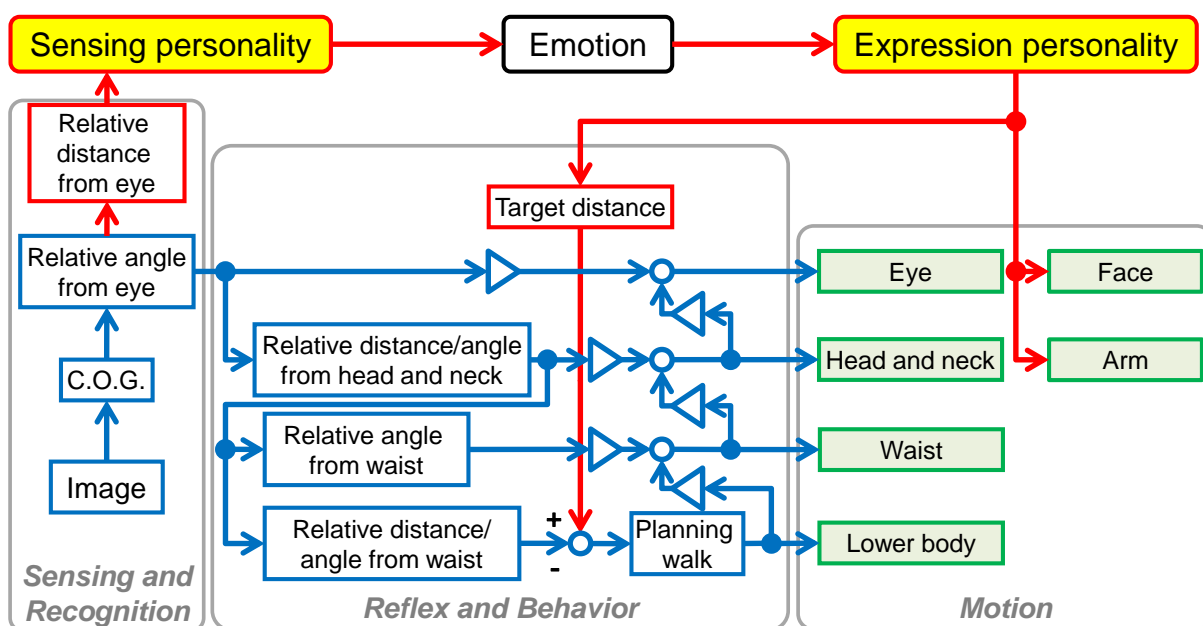 Sensing personality
Emotion
Expression personality
Relative
distance
from eye
Target distance
Relative angle
from eye
Eye
Face
Relative distance/angle
from head and neck
Head and neck
Arm
C.O.G.
Relative angle
from waist
Waist
Image
Relative distance/
angle from waist
+
-
Planning
walk
Lower body
Sensing and
Recognition
Reflex and Behavior
Motion